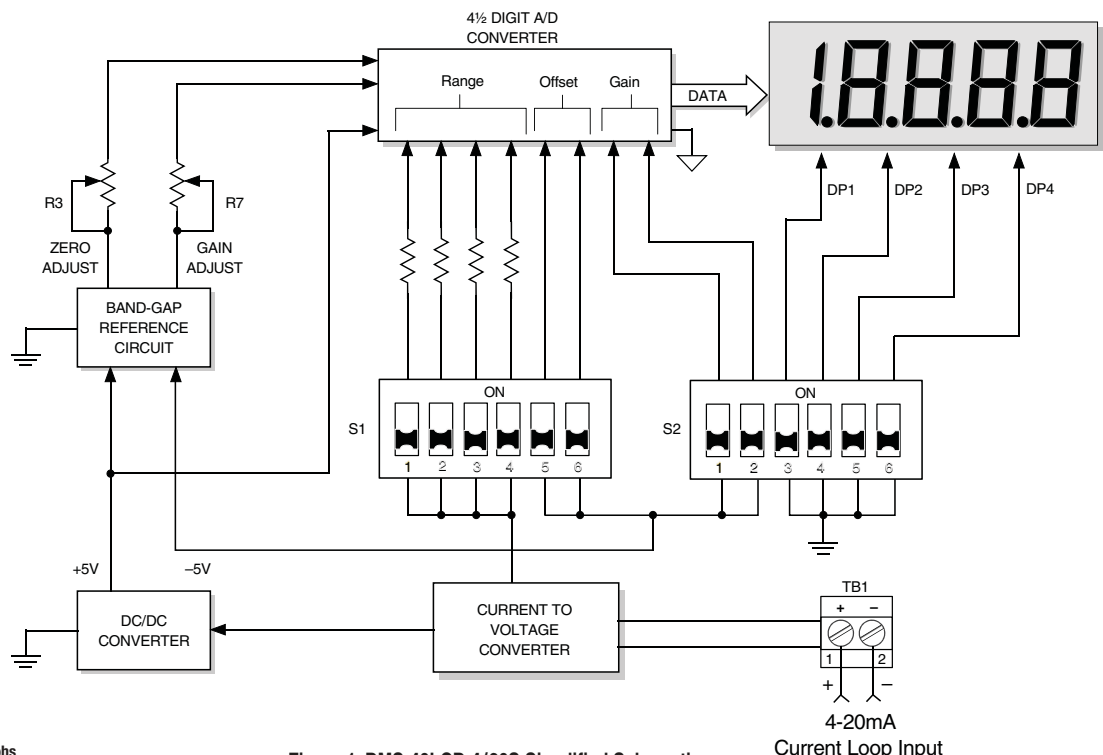 4½ DIGIT A/D
CONVERTER
Range
Offset
Gain
DATA
1.8.8.8.8
DP1
DP2
DP3
DP4
R3
R7
ZERO
ADJUST
GAIN
ADJUST
BAND-GAP
REFERENCE
CIRCUIT
S1
ON
1 2 3 4 5 6
S2
ON
1 2 3 4 5 6
+5V
–5V
DC/DC
CONVERTER
CURRENT TO
VOLTAGE
CONVERTER
TB1
+ –
1 2
+ –
4-20mA
Current Loop Input